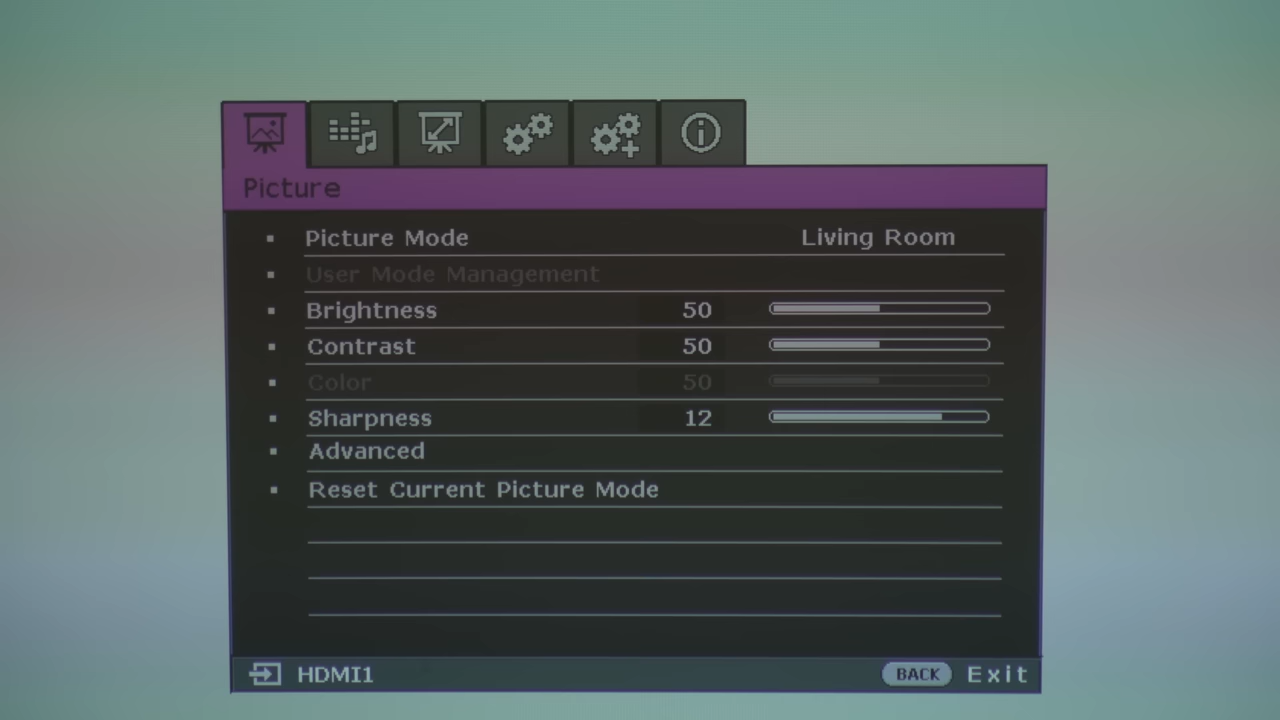 Picture
Picture Mode Living Room
User Mode Management
Brightness 50
Contrast 50
Color 50
Sharpness 12
Advanced
Reset Current Picture Mode
HDMI1 BACK Exit